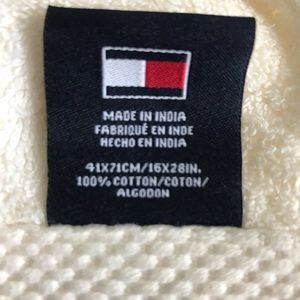 MADE IN INDIA
FABRIQUÉ EN INDE
HECHO EN INDIA
41X71CM/16X28IN.
100% COTTON/COTON/
ALGODON